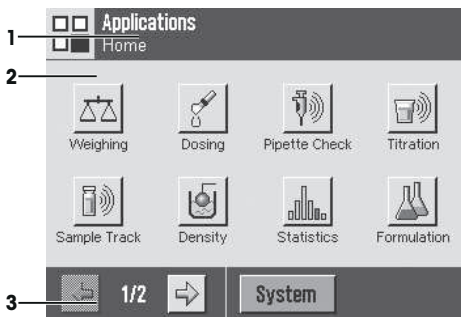 Applications
1
Home
2
Weighing Dosing Pipette Check Titration
Sample Track Density Statistics Formulation
3
1/2 System